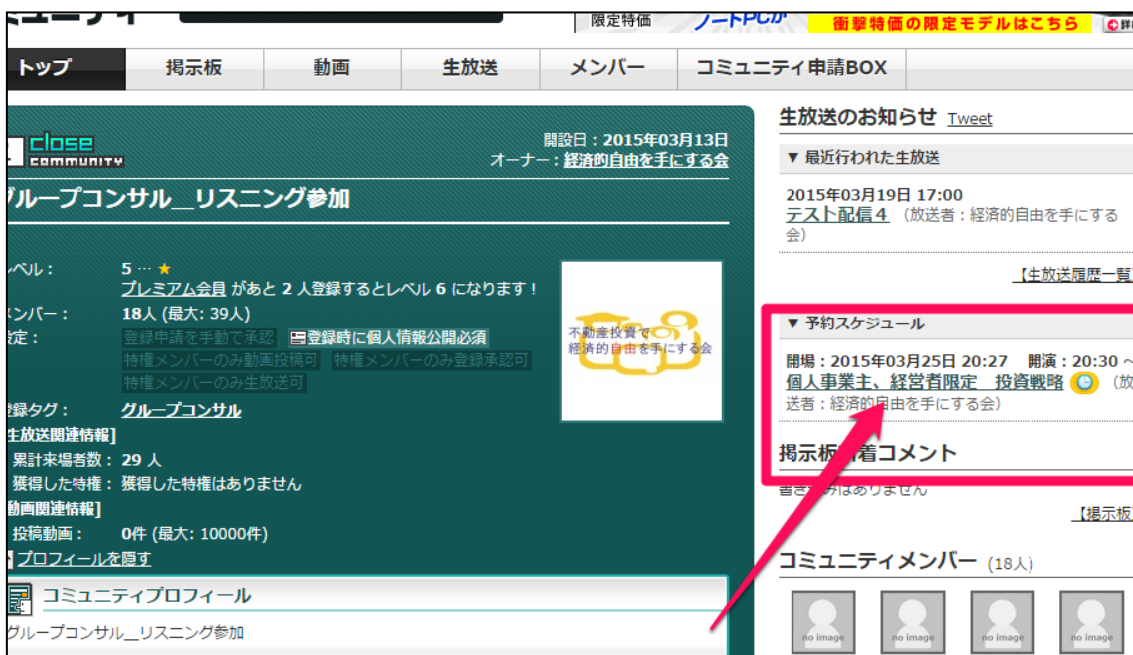 コミュニティ
限定特価
ノートPCが
衝撃特価の限定モデルはこちら
トップ
掲示板
動画
生放送
メンバー
コミュニティ申請BOX
close
community
開設日：2015年03月13日
オーナー：経済的自由を手にする会
グループコンサル__リスニング参加
レベル：
5 … ★
プレミアム会員 があと 2 人登録するとレベル 6 になります！
メンバー：
18人 (最大: 39人)
設定：
登録申請を手動で承認 登録時に個人情報公開必須
特権メンバーのみ動画投稿可 特権メンバーのみ登録承認可
特権メンバーのみ生放送可
不動産投資で
経済的自由を手にする会
登録タグ：
グループコンサル
[生放送関連情報]
累計来場者数：29 人
獲得した特権：獲得した特権はありません
[動画関連情報]
投稿動画：
0件 (最大: 10000件)
プロフィールを隠す
コミュニティプロフィール
グループコンサル__リスニング参加
生放送のお知らせ Tweet
▼ 最近行われた生放送
2015年03月19日 17:00
テスト配信４ （放送者：経済的自由を手にする
会）
【生放送履歴一覧】
▼ 予約スケジュール
開場：2015年03月25日 20:27 開演：20:30 ～
個人事業主、経営者限定 投資戦略 （放
送者：経済的自由を手にする会）
掲示板新着コメント
書き込みはありません
【掲示板】
コミュニティメンバー (18人)
no image
no image
no image
no image